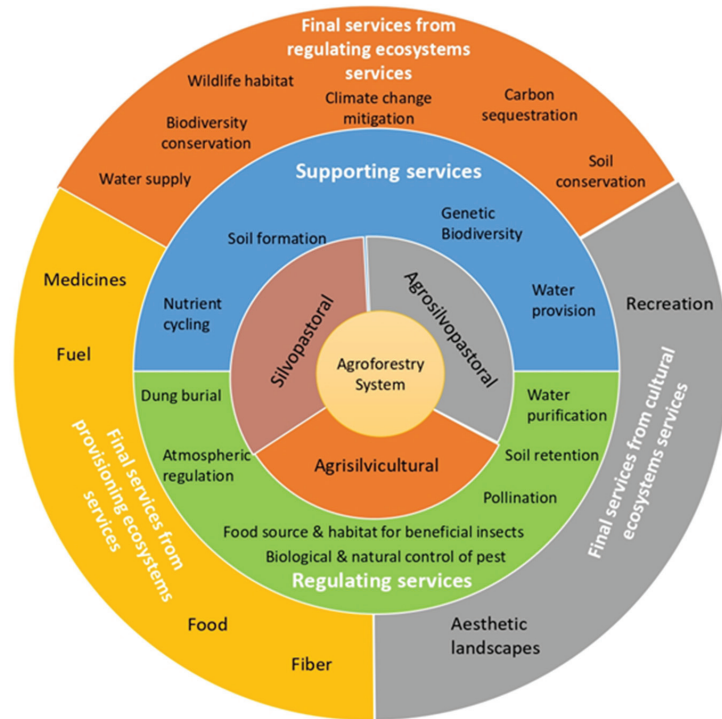 Final services from
regulating ecosystems
services
Wildlife habitat
Climate change
mitigation
Carbon
sequestration
Biodiversity
conservation
Soil
conservation
Water supply
Supporting services
Genetic
Biodiversity
Soil formation
Nutrient
cycling
Water
provision
Silvopastoral
Agrosilvopastoral
Agroforestry
System
Agrisilvicultural
Medicines
Fuel
Final services from
provisioning ecosystems
services
Food
Fiber
Recreation
Final services from cultural
ecosystems services
Aesthetic
landscapes
Dung burial
Atmospheric
regulation
Water
purification
Soil retention
Pollination
Food source & habitat for beneficial insects
Biological & natural control of pest
Regulating services